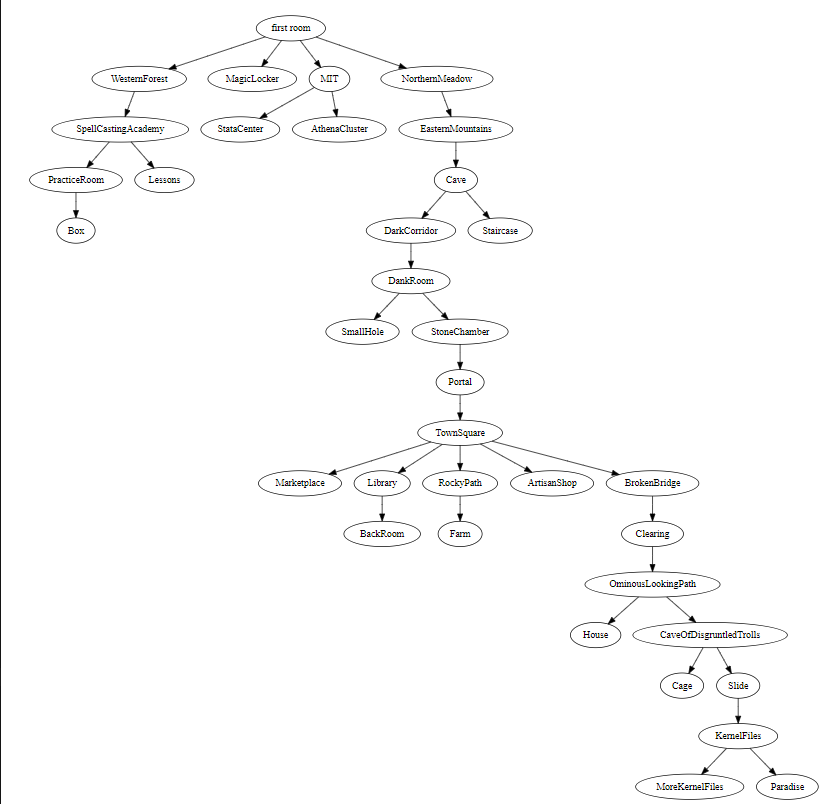 first room
WesternForest
MagicLocker
MIT
NorthernMeadow
SpellCastingAcademy
StataCenter
AthenaCluster
EasternMountains
PracticeRoom
Lessons
Cave
Box
DarkCorridor
Staircase
DankRoom
SmallHole
StoneChamber
Portal
TownSquare
Marketplace
Library
RockyPath
ArtisanShop
BrokenBridge
BackRoom
Farm
Clearing
OminousLookingPath
House
CaveOfDisgruntledTrolls
Cage
Slide
KernelFiles
MoreKernelFiles
Paradise